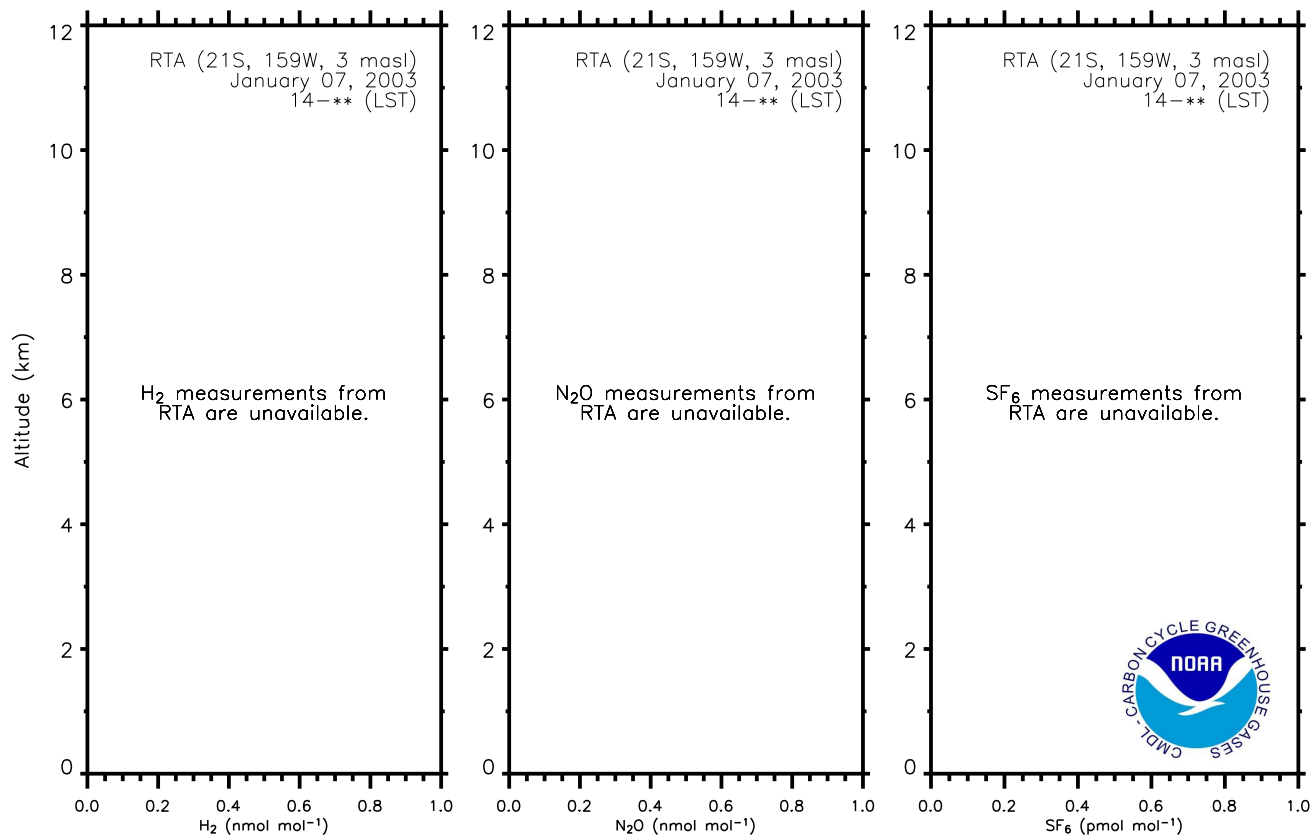 12
10
8
6
4
2
0
Altitude (km)
RTA (21S, 159W, 3 masl)
January 07, 2003
14-** (LST)
H₂ measurements from
RTA are unavailable.
0.0 0.2 0.4 0.6 0.8 1.0
H₂ (nmol mol⁻¹)
12
10
8
6
4
2
0
RTA (21S, 159W, 3 masl)
January 07, 2003
14-** (LST)
N₂O measurements from
RTA are unavailable.
0.0 0.2 0.4 0.6 0.8 1.0
N₂O (nmol mol⁻¹)
12
10
8
6
4
2
0
RTA (21S, 159W, 3 masl)
January 07, 2003
14-** (LST)
SF₆ measurements from
RTA are unavailable.
CMDL - CARBON CYCLE GREENHOUSE GASES
NOAA
0.0 0.2 0.4 0.6 0.8 1.0
SF₆ (pmol mol⁻¹)